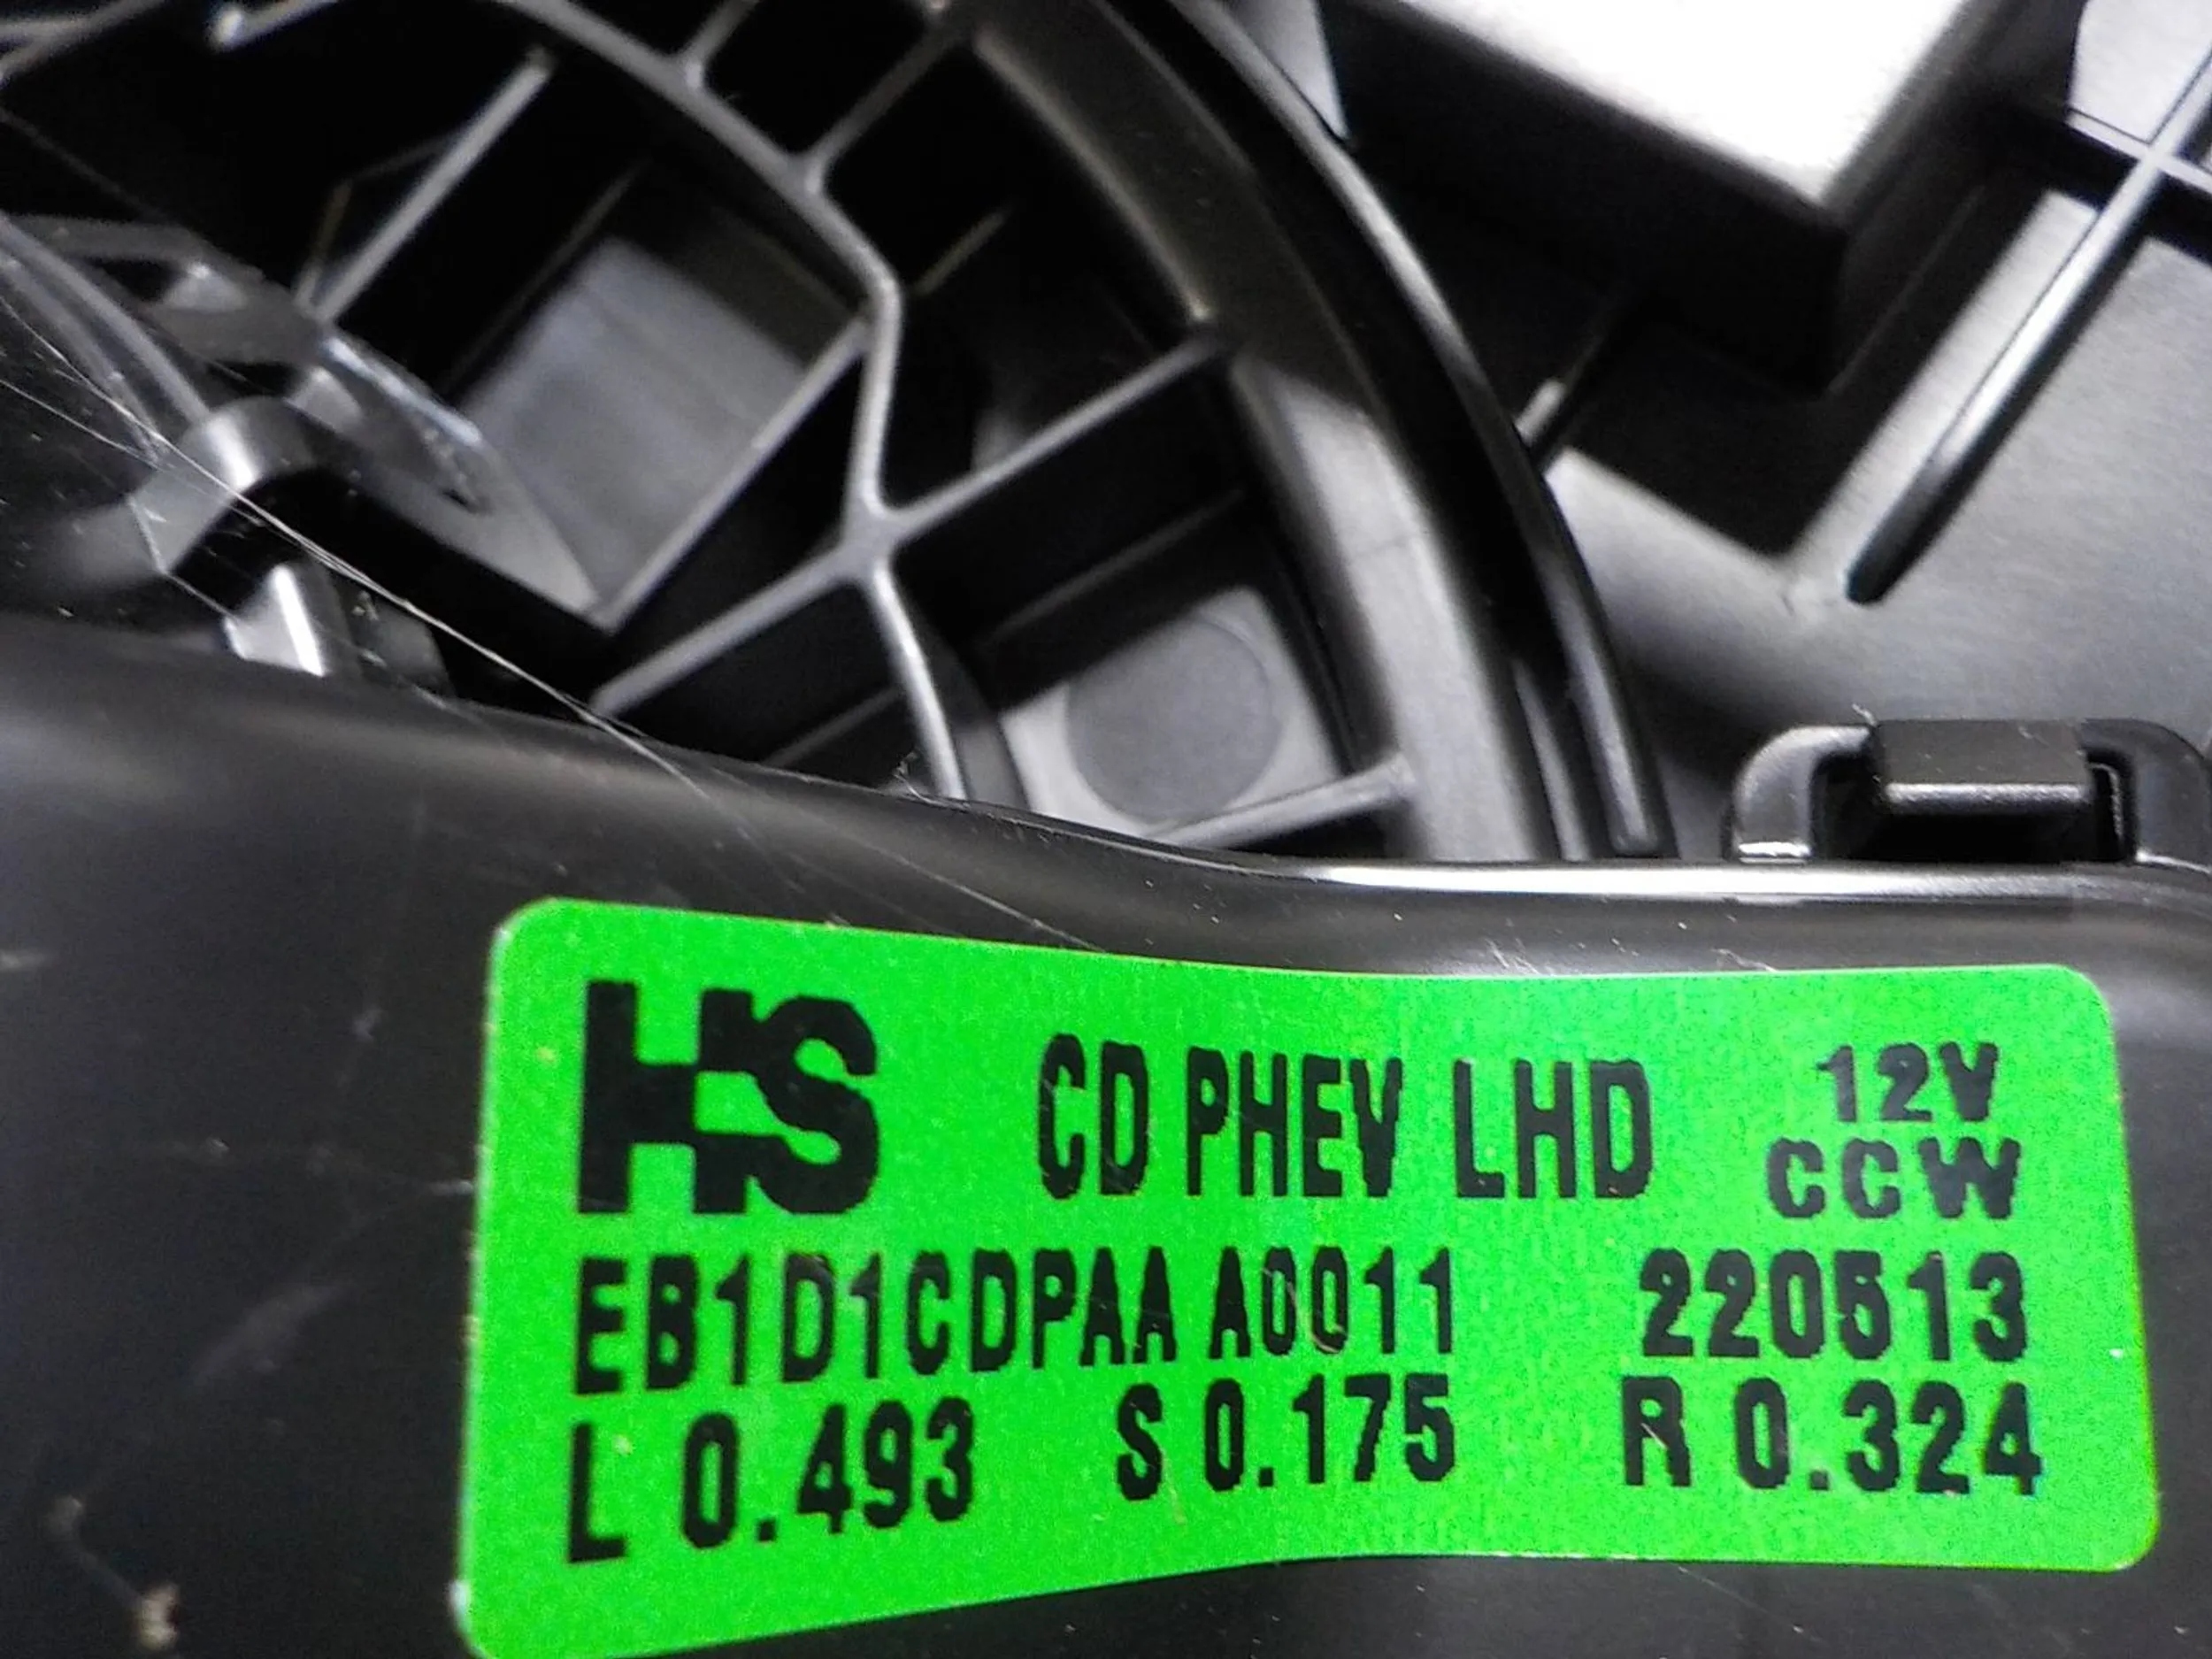 HS CD PHEV LHD 12V
CCW
EB1D1CDPAA A0011 220513
L 0.493 S 0.175 R 0.324